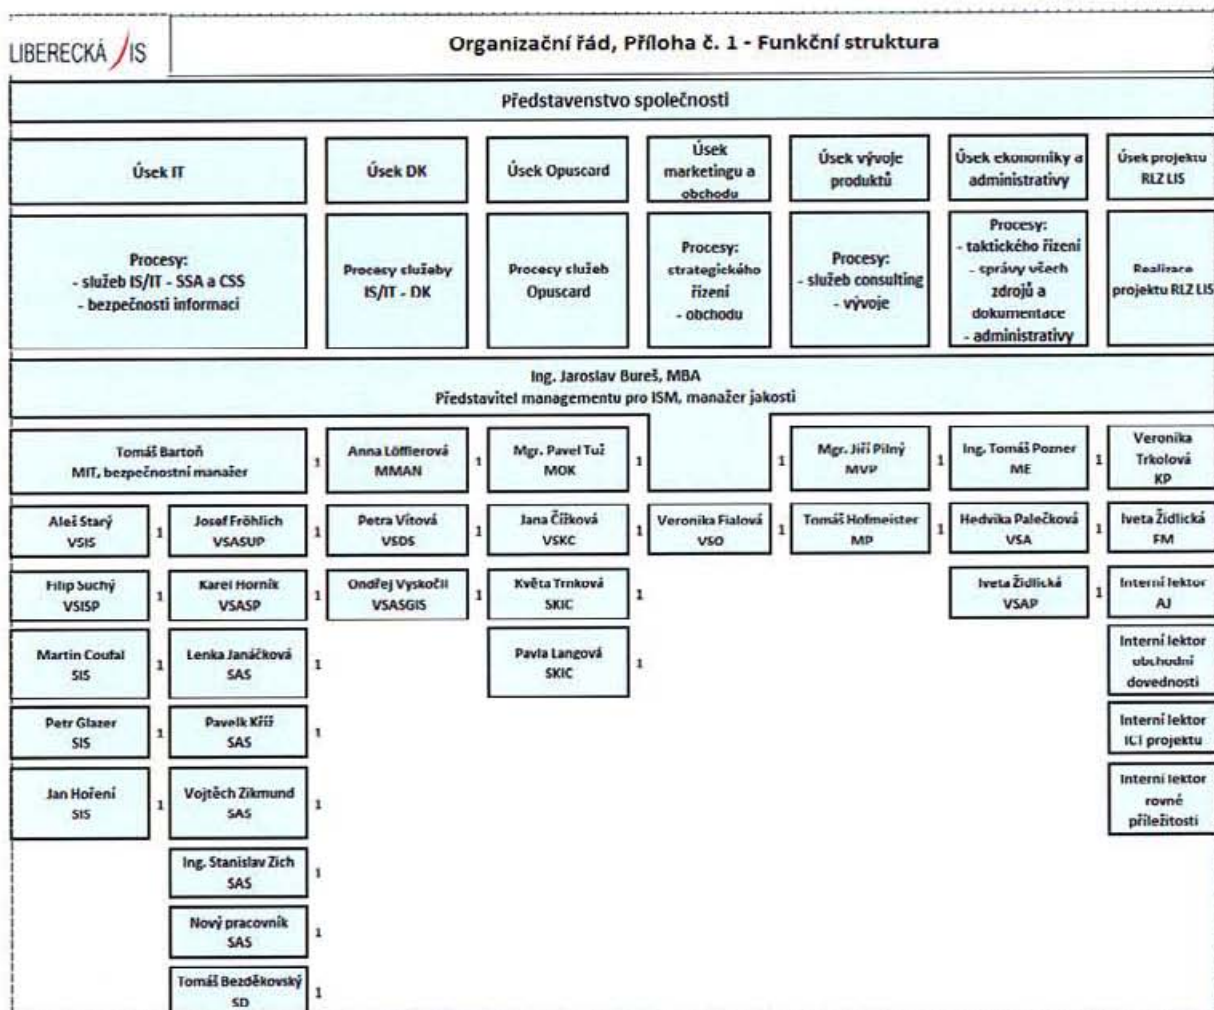 LIBERECKÁ IS
Organizační řád, Příloha č. 1 - Funkční struktura
Představenstvo společnosti
Úsek IT
Úsek DK
Úsek Opuscard
Úsek
marketingu a
obchodu
Úsek vývoje
produktů
Úsek ekonomiky a
administrativy
Úsek projektu
RLZ LIS
Procesy:
- služeb IS/IT - SSA a CSS
- bezpečnosti informací
Procesy služeby
IS/IT - DK
Procesy služeb
Opuscard
Procesy:
strategického
řízení
- obchodu
Procesy:
- služeb consulting
- vývoje
Procesy:
- taktického řízení
- správy všech
zdrojů a
dokumentace
- administrativy
Realizace
projektu RLZ LIS
Ing. Jaroslav Bureš, MBA
Představitel managementu pro ISM, manažer jakosti
Tomáš Bartoň
MIT, bezpečnostní manažer
1
Anna Löfflerová
MMAN
1
Mgr. Pavel Tuž
MOK
1
1
Mgr. Jiří Pilný
MVP
1
Ing. Tomáš Pozner
ME
1
Veronika
Trkolová
KP
Aleš Starý
VSIS
1
Josef Fröhlich
VSASUP
1
Petra Vítová
VSDS
1
Jana Čížková
VSKC
1
Veronika Fialová
VSO
1
Tomáš Hofmeister
MP
1
Hedvika Palečková
VSA
1
Iveta Židlická
FM
Filip Suchý
VSISP
1
Karel Horník
VSASP
1
Ondřej Vyskočil
VSASGIS
1
Květa Trnková
SKIC
1
Iveta Židlická
VSAP
1
Interní lektor
AJ
Martin Coufal
SIS
1
Lenka Janáčková
SAS
1
Pavla Langová
SKIC
1
Interní lektor
obchodní
dovednosti
Petr Glazer
SIS
1
Pavelk Kříž
SAS
1
Interní lektor
ICT projektu
Jan Hoření
SIS
1
Vojtěch Zikmund
SAS
1
Interní lektor
rovné
příležitosti
Ing. Stanislav Zich
SAS
1
Nový pracovník
SAS
1
Tomáš Bezděkovský
SD
1